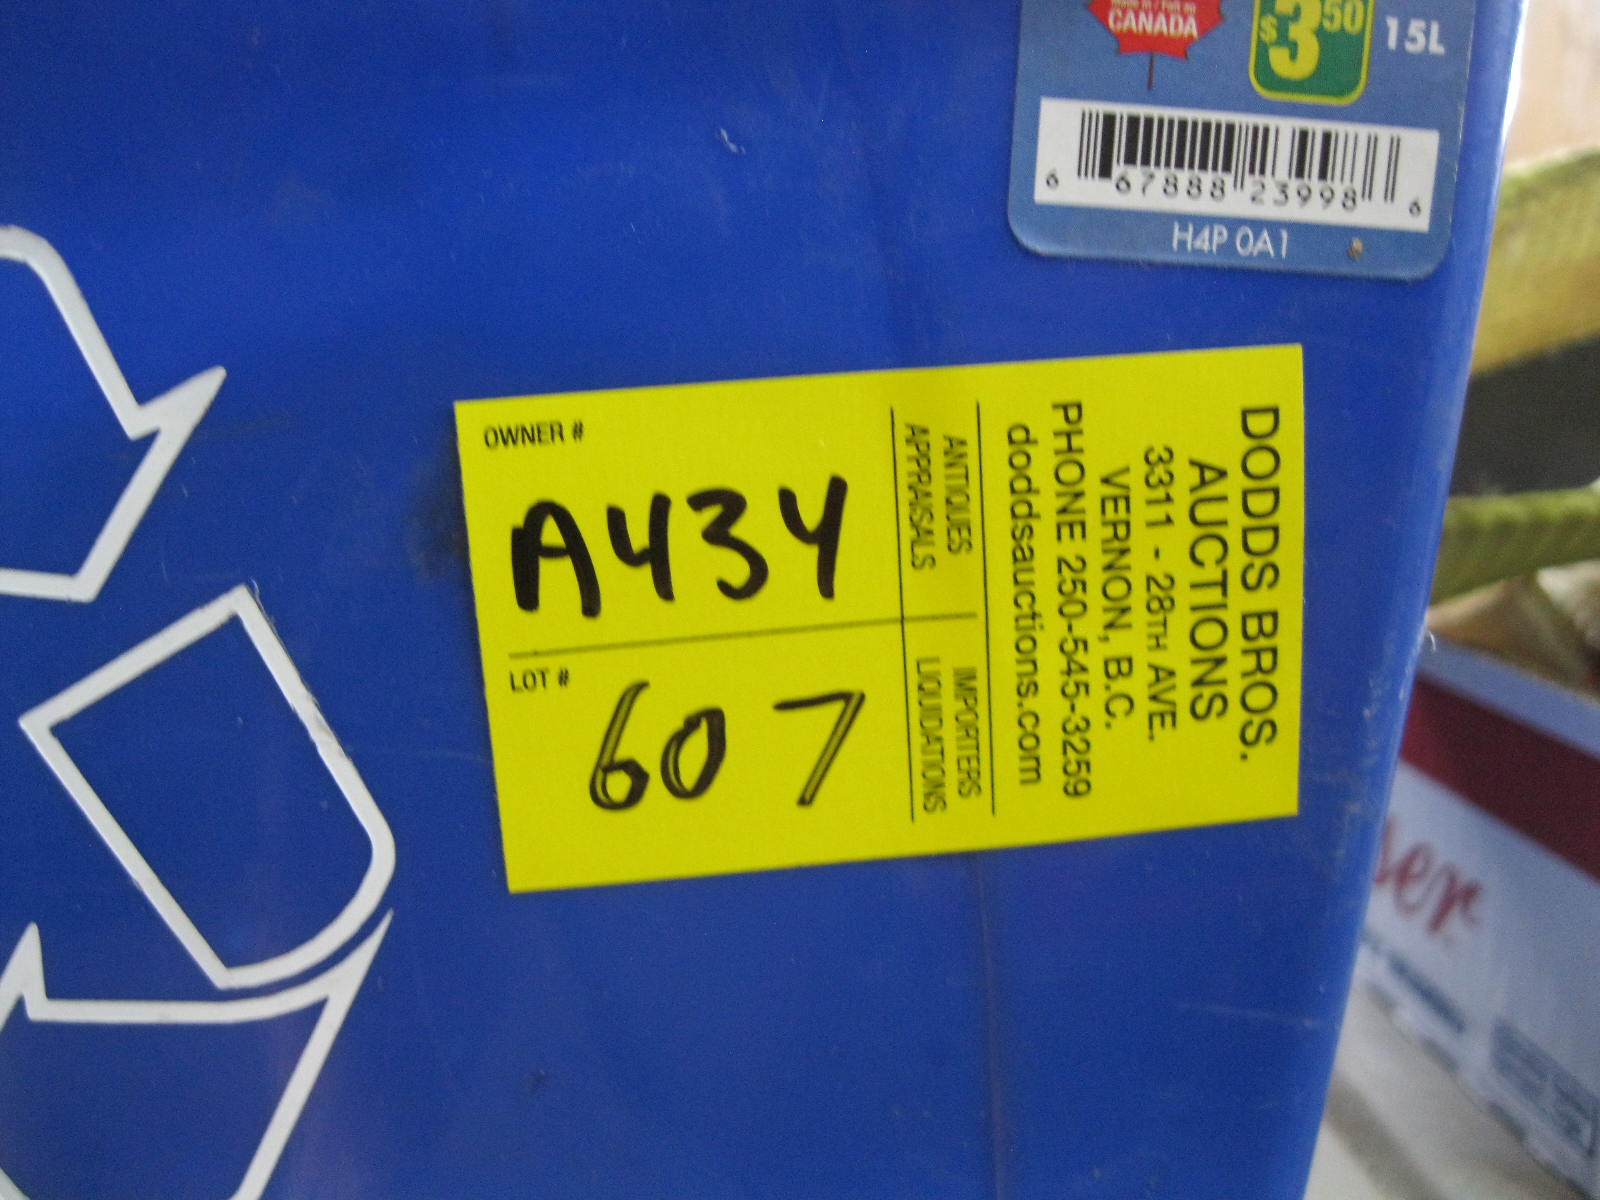 CANADA
$3.50
15L
6 67888 23998 6
H4P 0A1
OWNER #
A434
LOT #
607
ANTIQUES
APPRAISALS
IMPORTERS
LIQUIDATIONS
DODDS BROS.
AUCTIONS
3311 - 28TH AVE.
VERNON, B.C.
PHONE 250-545-3259
doddsauctions.com